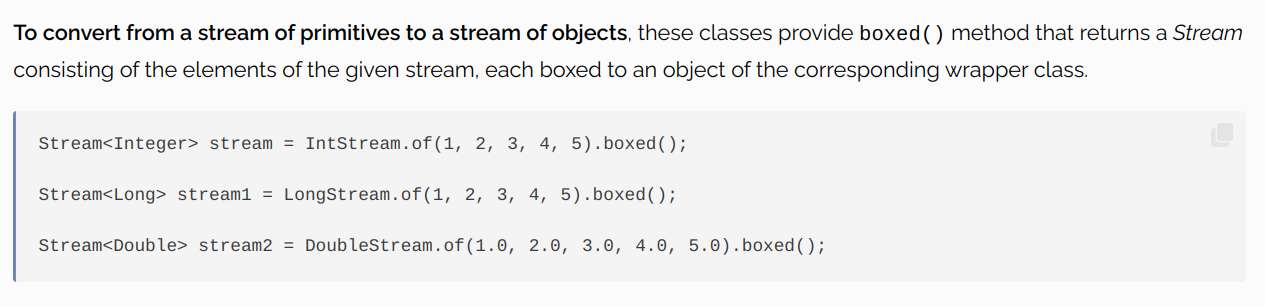 To convert from a stream of primitives to a stream of objects, these classes provide boxed() method that returns a Stream
consisting of the elements of the given stream, each boxed to an object of the corresponding wrapper class.
Stream<Integer> stream = IntStream.of(1, 2, 3, 4, 5).boxed();
Stream<Long> stream1 = LongStream.of(1, 2, 3, 4, 5).boxed();
Stream<Double> stream2 = DoubleStream.of(1.0, 2.0, 3.0, 4.0, 5.0).boxed();